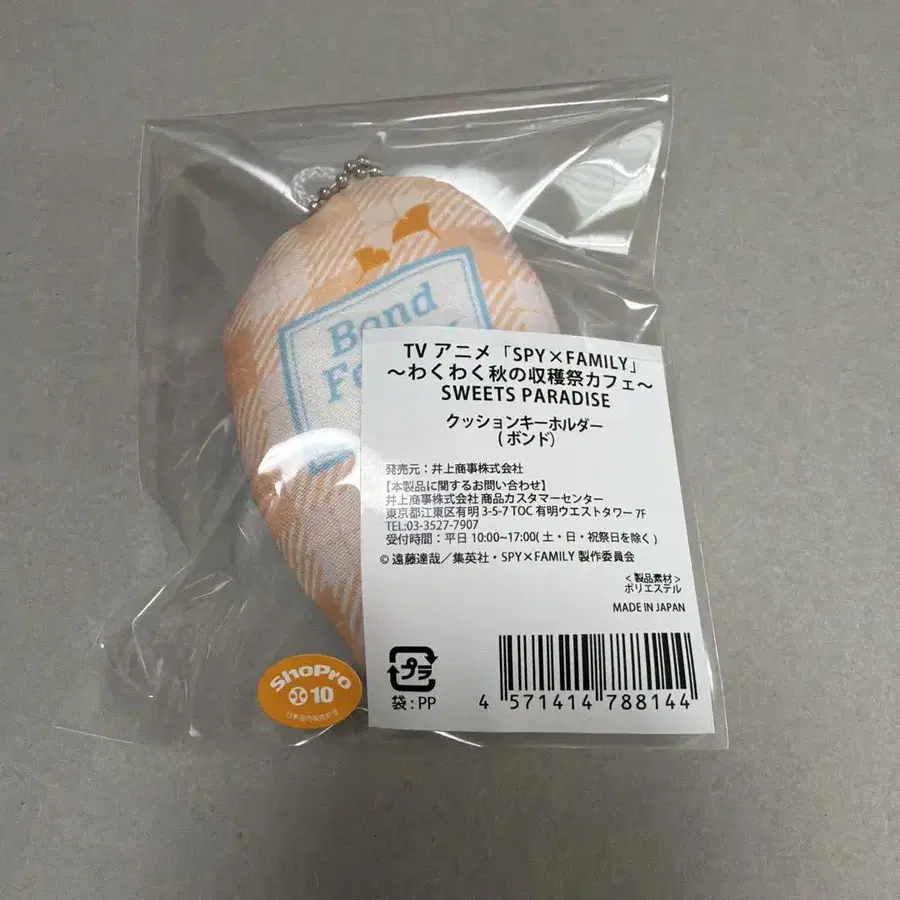 Bond
TV アニメ「SPY×FAMILY」
～わくわく秋の収穫祭カフェ～
SWEETS PARADISE
クッションキーホルダー
(ボンド)
発売元：井上商事株式会社
【本製品に関するお問い合わせ】
井上商事株式会社 商品カスタマーセンター
東京都江東区有明 3-5-7 TOC 有明ウエストタワー 7F
TEL:03-3527-7907
受付時間：平日 10:00~17:00( 土・日・祝祭日を除く )
© 遠藤達哉／集英社・SPY×FAMILY 製作委員会
< 製品素材 >
ポリエステル
MADE IN JAPAN
プラ
袋 : PP
4 571414 788144
ShoPro
10